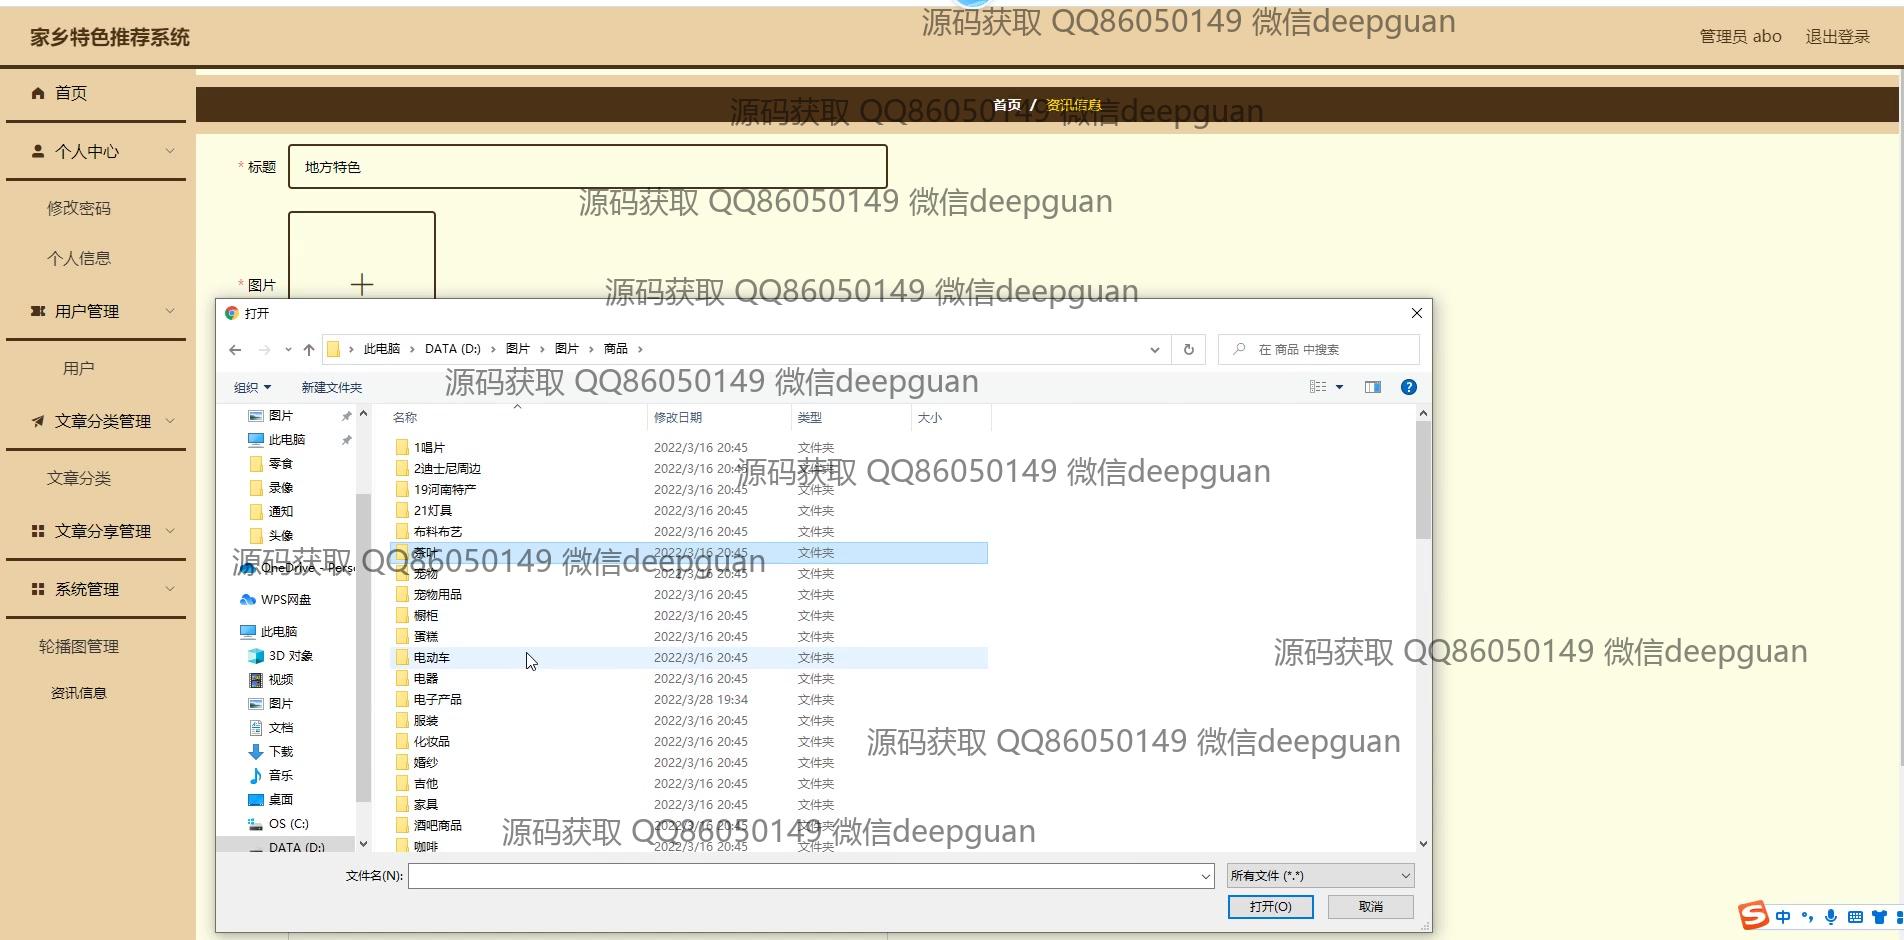 源码获取 QQ86050149 微信deepguan
家乡特色推荐系统
管理员 abo
退出登录
首页
个人中心
修改密码
个人信息
用户管理
用户
文章分类管理
文章分类
文章分享管理
系统管理
轮播图管理
资讯信息
首页 / 资讯信息
源码获取 QQ86050149 微信deepguan
* 标题
地方特色
源码获取 QQ86050149 微信deepguan
* 图片
源码获取 QQ86050149 微信deepguan
打开
此电脑 › DATA (D:) › 图片 › 图片 › 商品 ›
在 商品 中搜索
组织
新建文件夹
源码获取 QQ86050149 微信deepguan
图片
此电脑
零食
录像
通知
头像
OneDrive - Pers
WPS网盘
此电脑
3D 对象
视频
图片
文档
下载
音乐
桌面
OS (C:)
DATA (D:)
名称 修改日期 类型 大小
1唱片 2022/3/16 20:45 文件夹
2迪士尼周边 2022/3/16 20:45 文件夹
源码获取 QQ86050149 微信deepguan
19河南特产 2022/3/16 20:45 文件夹
21灯具 2022/3/16 20:45 文件夹
布料布艺 2022/3/16 20:45 文件夹
茶叶 2022/3/16 20:45 文件夹
源码获取 QQ86050149 微信deepguan
宠物 2022/3/16 20:45 文件夹
宠物用品 2022/3/16 20:45 文件夹
橱柜 2022/3/16 20:45 文件夹
蛋糕 2022/3/16 20:45 文件夹
源码获取 QQ86050149 微信deepguan
电动车 2022/3/16 20:45 文件夹
电器 2022/3/16 20:45 文件夹
电子产品 2022/3/28 19:34 文件夹
服装 2022/3/16 20:45 文件夹
化妆品 2022/3/16 20:45 文件夹
源码获取 QQ86050149 微信deepguan
婚纱 2022/3/16 20:45 文件夹
吉他 2022/3/16 20:45 文件夹
家具 2022/3/16 20:45 文件夹
酒吧商品 2022/3/16 20:45 文件夹
源码获取 QQ86050149 微信deepguan
咖啡 2022/3/16 20:45 文件夹
文件名(N):
所有文件 (*.*)
打开(O)
取消
中